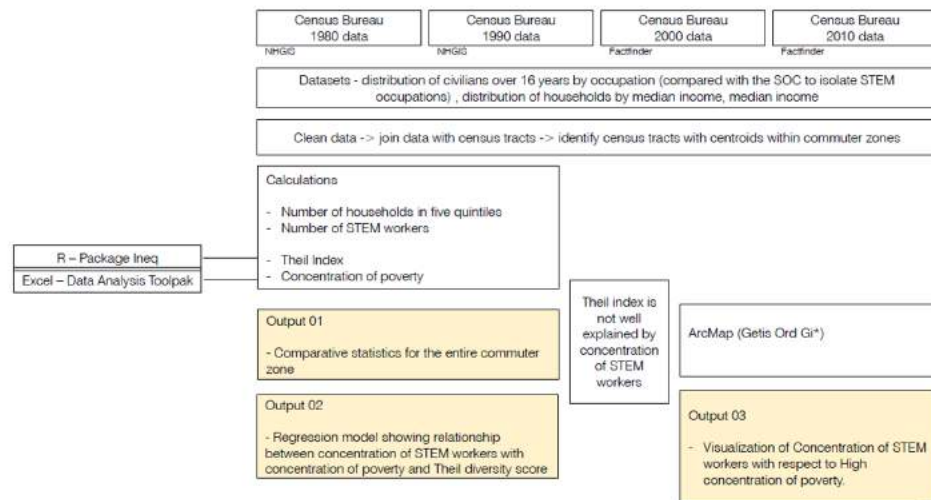 Census Bureau
1980 data
Census Bureau
1990 data
Census Bureau
2000 data
Census Bureau
2010 data
NHGIS
NHGIS
Factfinder
Factfinder
Datasets - distribution of civilians over 16 years by occupation (compared with the SOC to isolate STEM
occupations) , distribution of households by median income, median income
Clean data -> join data with census tracts -> identify census tracts with centroids within commuter zones
Calculations
- Number of households in five quintiles
- Number of STEM workers
- Theil Index
- Concentration of poverty
R – Package Ineq
Excel – Data Analysis Toolpak
Output 01
- Comparative statistics for the entire commuter
zone
Output 02
- Regression model showing relationship
between concentration of STEM workers with
concentration of poverty and Theil diversity score
Theil index is
not well
explained by
concentration
of STEM
workers
ArcMap (Getis Ord Gi*)
Output 03
- Visualization of Concentration of STEM
workers with respect to High
concentration of poverty.